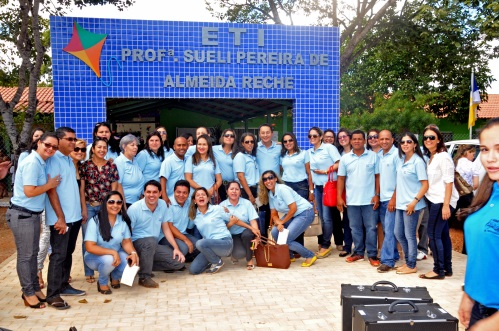 ETI
PROFª. SUELI PEREIRA DE
ALMEIDA RECHE